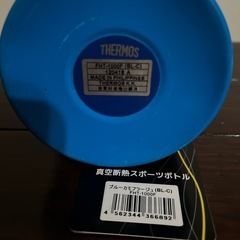 THERMOS
FHT-1000F (BL-C)
MADE IN PHILIPPINES
THERMOS K.K.
真空断熱スポーツボトル
ブルーカモフラージュ(BL-C)
FHT-1000F
4 562344 366892